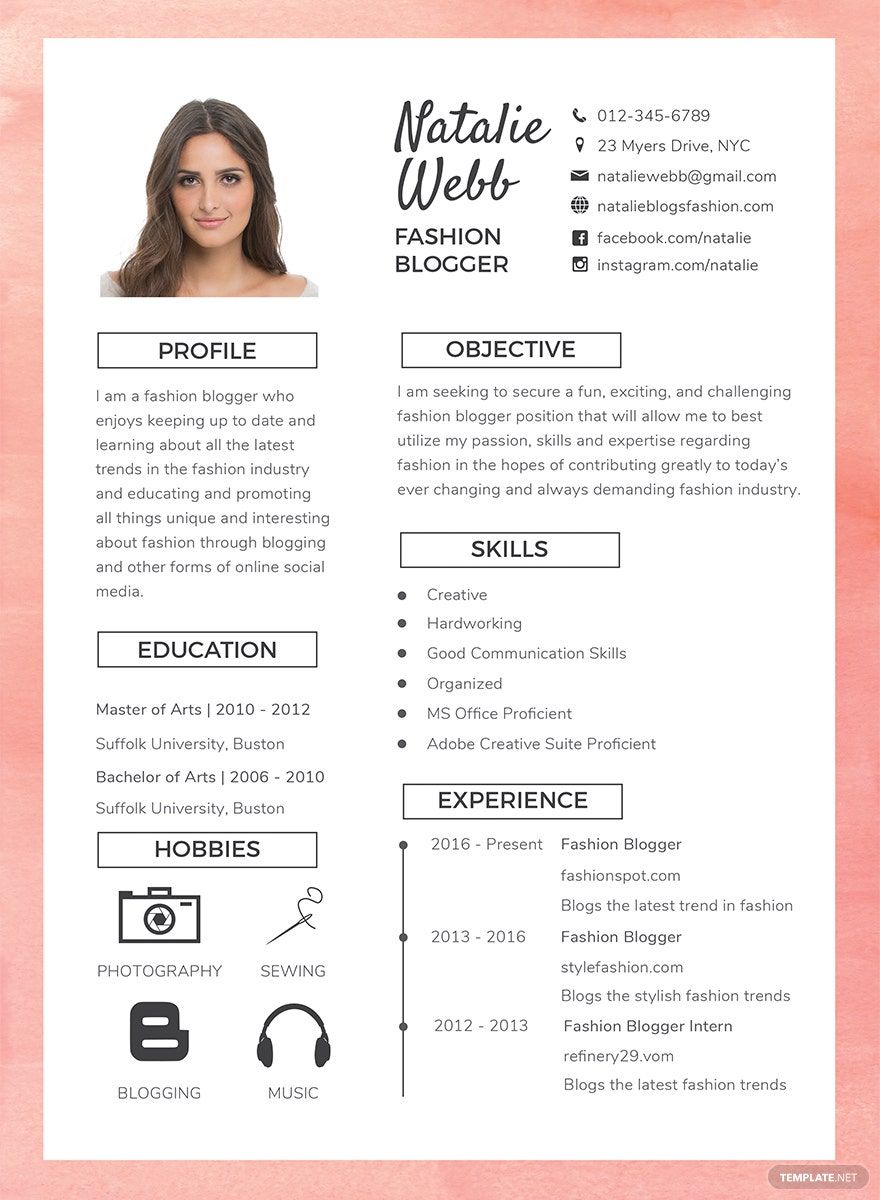 Natalie
Webb
FASHION
BLOGGER
012-345-6789
23 Myers Drive, NYC
nataliewebb@gmail.com
natalieblogsfashion.com
facebook.com/natalie
instagram.com/natalie
PROFILE
I am a fashion blogger who
enjoys keeping up to date and
learning about all the latest
trends in the fashion industry
and educating and promoting
all things unique and interesting
about fashion through blogging
and other forms of online social
media.
EDUCATION
Master of Arts | 2010 - 2012
Suffolk University, Buston
Bachelor of Arts | 2006 - 2010
Suffolk University, Buston
HOBBIES
PHOTOGRAPHY
SEWING
BLOGGING
MUSIC
OBJECTIVE
I am seeking to secure a fun, exciting, and challenging
fashion blogger position that will allow me to best
utilize my passion, skills and expertise regarding
fashion in the hopes of contributing greatly to today's
ever changing and always demanding fashion industry.
SKILLS
Creative
Hardworking
Good Communication Skills
Organized
MS Office Proficient
Adobe Creative Suite Proficient
EXPERIENCE
2016 - Present Fashion Blogger
fashionspot.com
Blogs the latest trend in fashion
2013 - 2016 Fashion Blogger
stylefashion.com
Blogs the stylish fashion trends
2012 - 2013 Fashion Blogger Intern
refinery29.vom
Blogs the latest fashion trends
TEMPLATE.NET